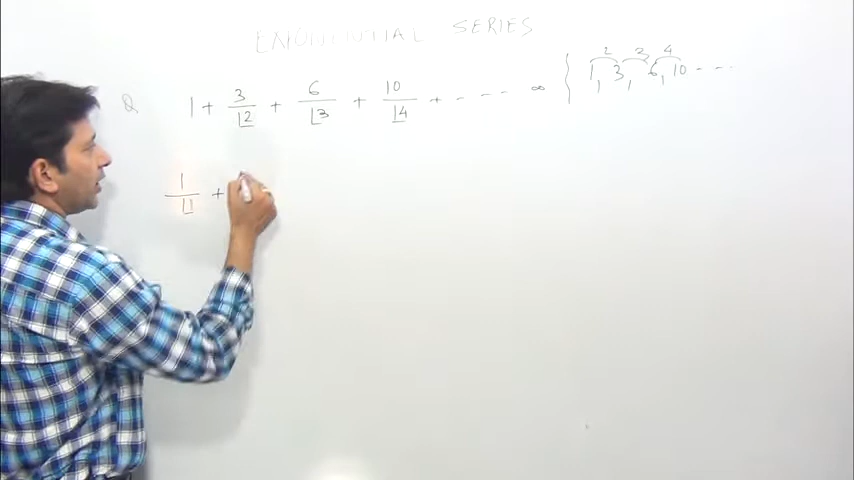 EXPONENTIAL SERIES
Q 1 + 3/⌊2 + 6/⌊3 + 10/⌊4 + - - - - ∞ { 1, 3, 6, 10 - - - -
2 3 4
1/⌊1 +